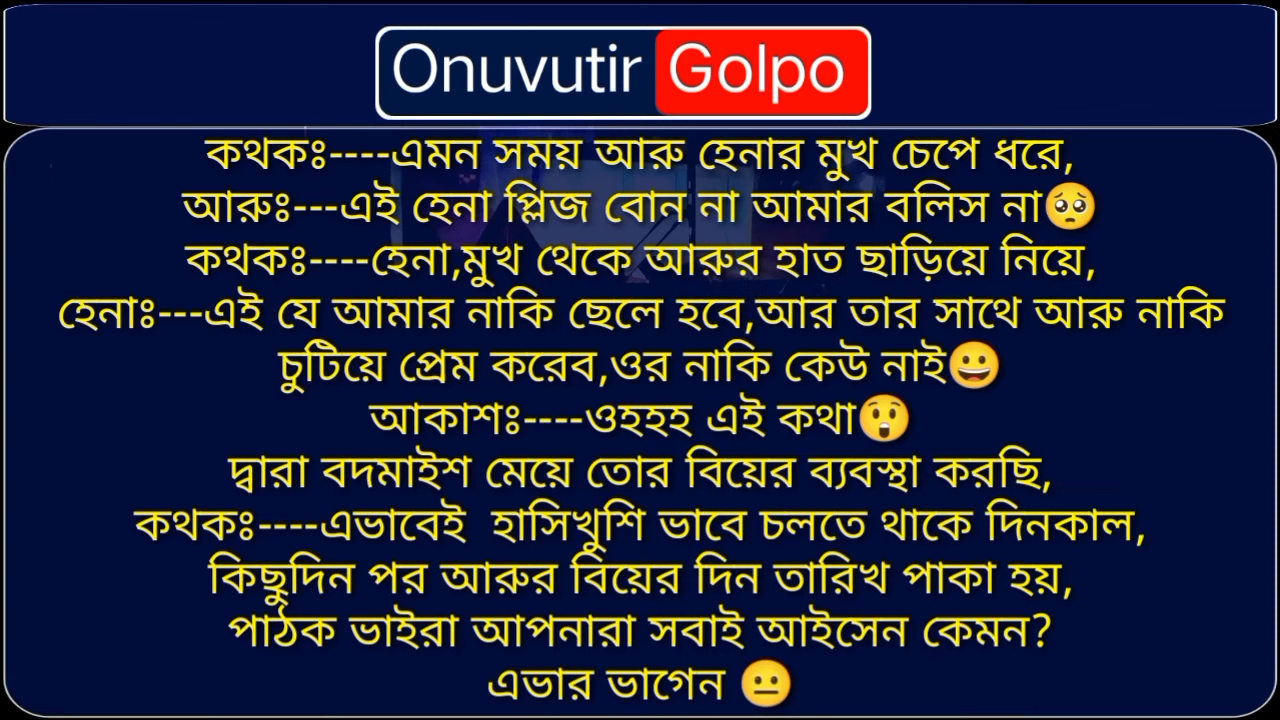 Onuvutir Golpo
কথকঃ----এমন সময় আরু হেনার মুখ চেপে ধরে,
আরুঃ---এই হেনা প্লিজ বোন না আমার বলিস না🥺
কথকঃ----হেনা,মুখ থেকে আরুর হাত ছাড়িয়ে নিয়ে,
হেনাঃ---এই যে আমার নাকি ছেলে হবে,আর তার সাথে আরু নাকি
চুটিয়ে প্রেম করেব,ওর নাকি কেউ নাই😀
আকাশঃ----ওহহহ এই কথা😲
দ্বারা বদমাইশ মেয়ে তোর বিয়ের ব্যবস্থা করছি,
কথকঃ----এভাবেই  হাসিখুশি ভাবে চলতে থাকে দিনকাল,
কিছুদিন পর আরুর বিয়ের দিন তারিখ পাকা হয়,
পাঠক ভাইরা আপনারা সবাই আইসেন কেমন?
এভার ভাগেন 😐